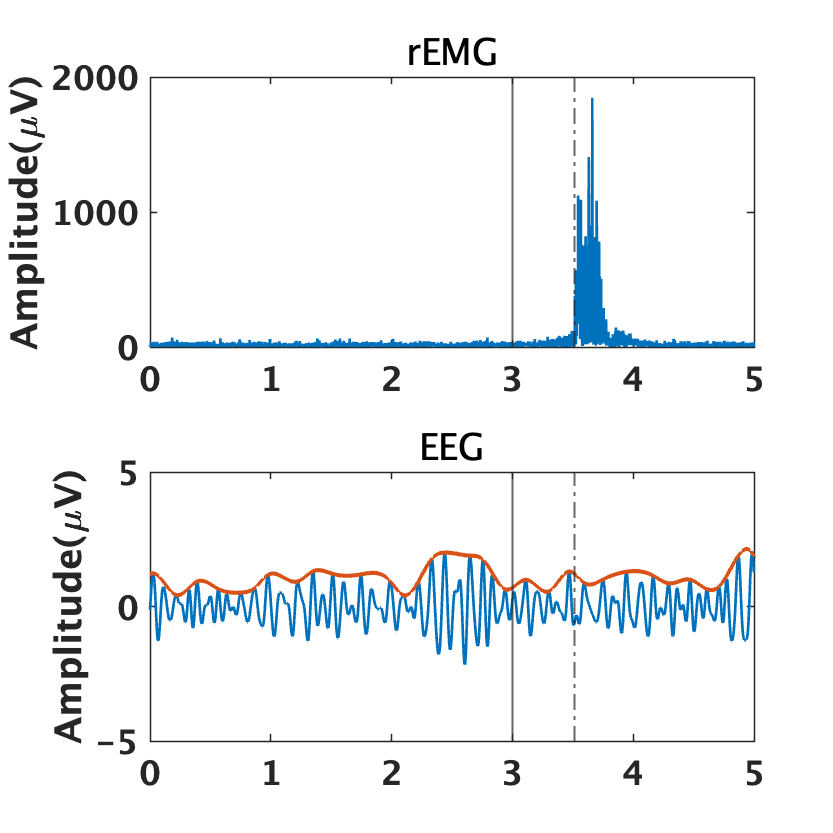 rEMG
Amplitude(μV)
2000
1000
0
0 1 2 3 4 5
EEG
Amplitude(μV)
5
0
−5
0 1 2 3 4 5